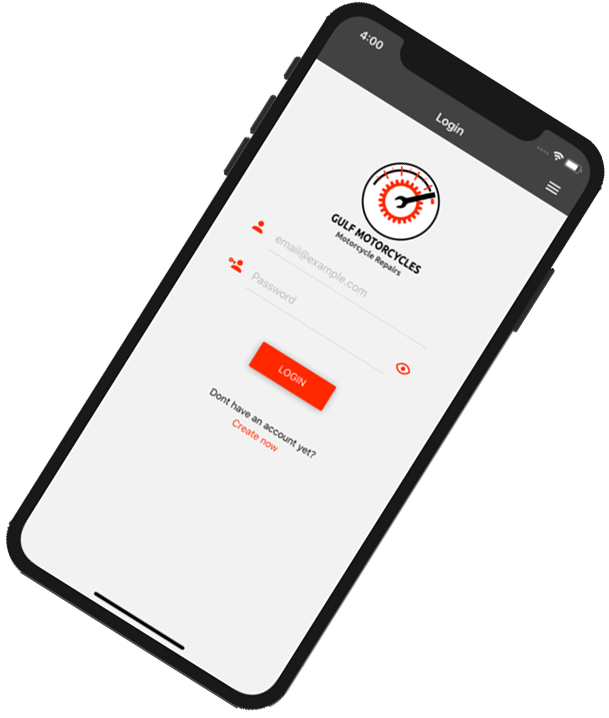 4:00
Login
GULF MOTORCYCLES
Motorcycle Repairs
email@example.com
Password
LOGIN
Dont have an account yet?
Create now